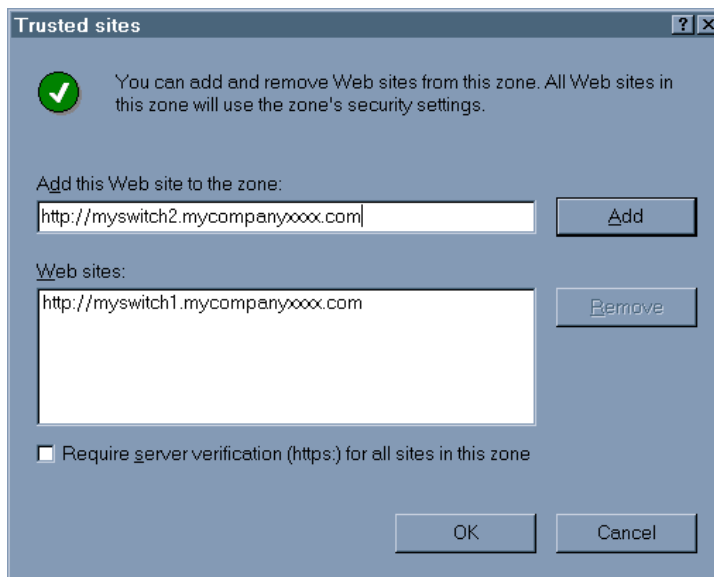 Trusted sites
You can add and remove Web sites from this zone. All Web sites in
this zone will use the zone's security settings.
Add this Web site to the zone:
http://myswitch2.mycompanyxxxx.com
Add
Web sites:
http://myswitch1.mycompanyxxxx.com
Remove
Require server verification (https:) for all sites in this zone
OK
Cancel